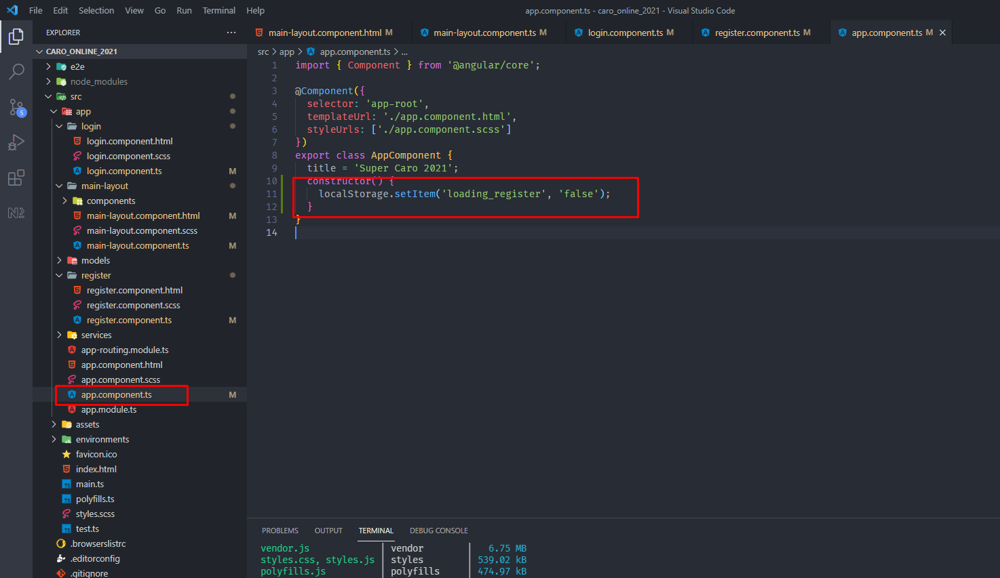 File Edit Selection View Go Run Terminal Help
app.component.ts - caro_online_2021 - Visual Studio Code
EXPLORER ...
main-layout.component.html M
main-layout.component.ts M
login.component.ts M
register.component.ts M
app.component.ts M
CARO_ONLINE_2021
e2e
node_modules
src
app
login
login.component.html
login.component.scss
login.component.ts M
main-layout
components
main-layout.component.html M
main-layout.component.scss
main-layout.component.ts M
models
register
register.component.html
register.component.scss
register.component.ts M
services
app-routing.module.ts
app.component.html
app.component.scss
app.component.ts M
app.module.ts
assets
environments
favicon.ico
index.html
main.ts
polyfills.ts
styles.scss
test.ts
.browserslistrc
.editorconfig
.gitignore
5
src > app > app.component.ts > ...
1 import { Component } from '@angular/core';
2
3 @Component({
4 selector: 'app-root',
5 templateUrl: './app.component.html',
6 styleUrls: ['./app.component.scss']
7 })
8 export class AppComponent {
9 title = 'Super Caro 2021';
10 constructor() {
11 localStorage.setItem('loading_register', 'false');
12 }
13 }
14
PROBLEMS OUTPUT TERMINAL DEBUG CONSOLE
vendor.js | vendor | 6.75 MB
styles.css, styles.js | styles | 539.02 kB
polyfills.js | polyfills | 474.97 kB